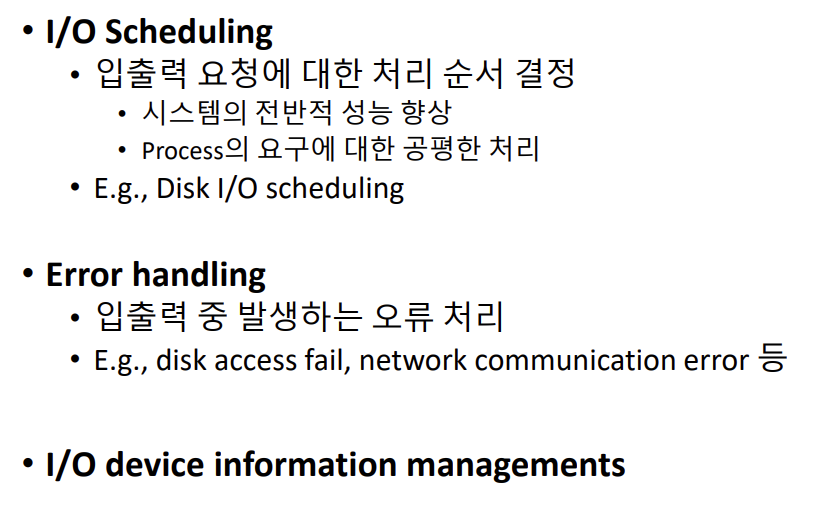 • I/O Scheduling
• 입출력 요청에 대한 처리 순서 결정
• 시스템의 전반적 성능 향상
• Process의 요구에 대한 공평한 처리
• E.g., Disk I/O scheduling
• Error handling
• 입출력 중 발생하는 오류 처리
• E.g., disk access fail, network communication error 등
• I/O device information managements